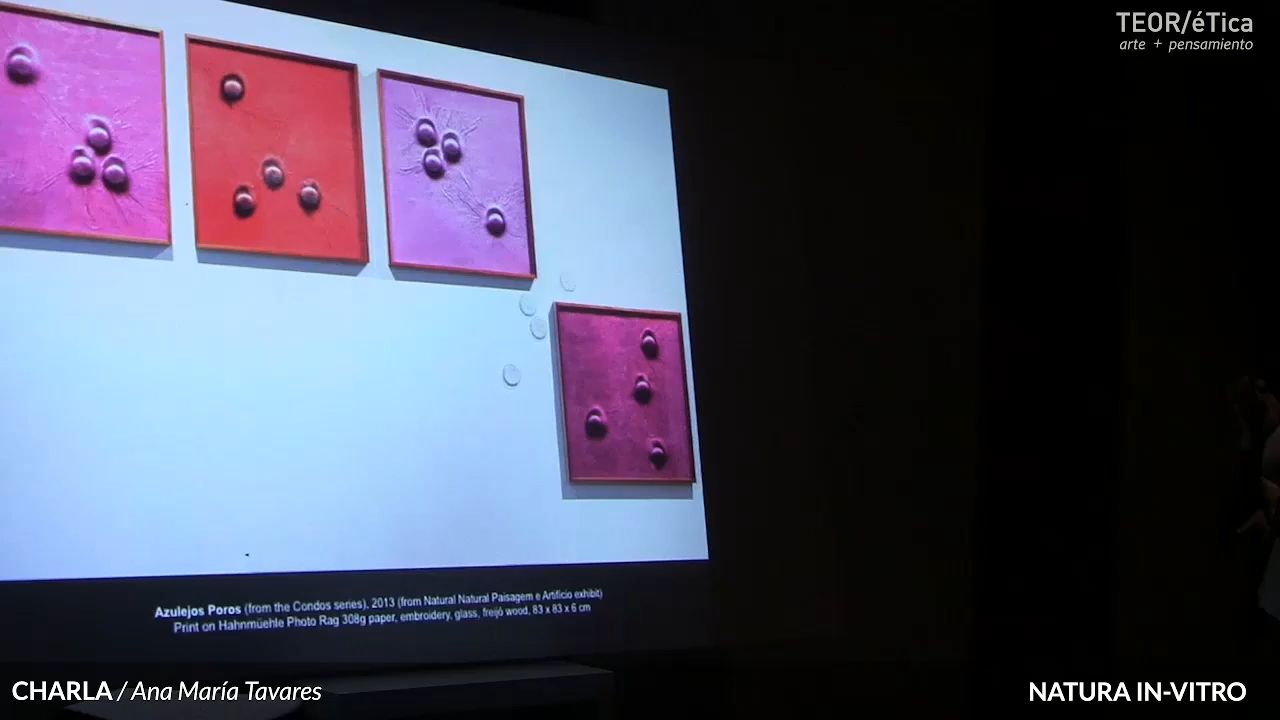 TEOR/éTica
arte + pensamiento
Azulejos Poros (from the Condos series), 2013 (from Natural Natural Paisagem e Artifício exhibit)
Print on Hahnmüehle Photo Rag 308g paper, embroidery, glass, freijó wood, 83 x 83 x 6 cm
CHARLA / Ana María Tavares
NATURA IN-VITRO